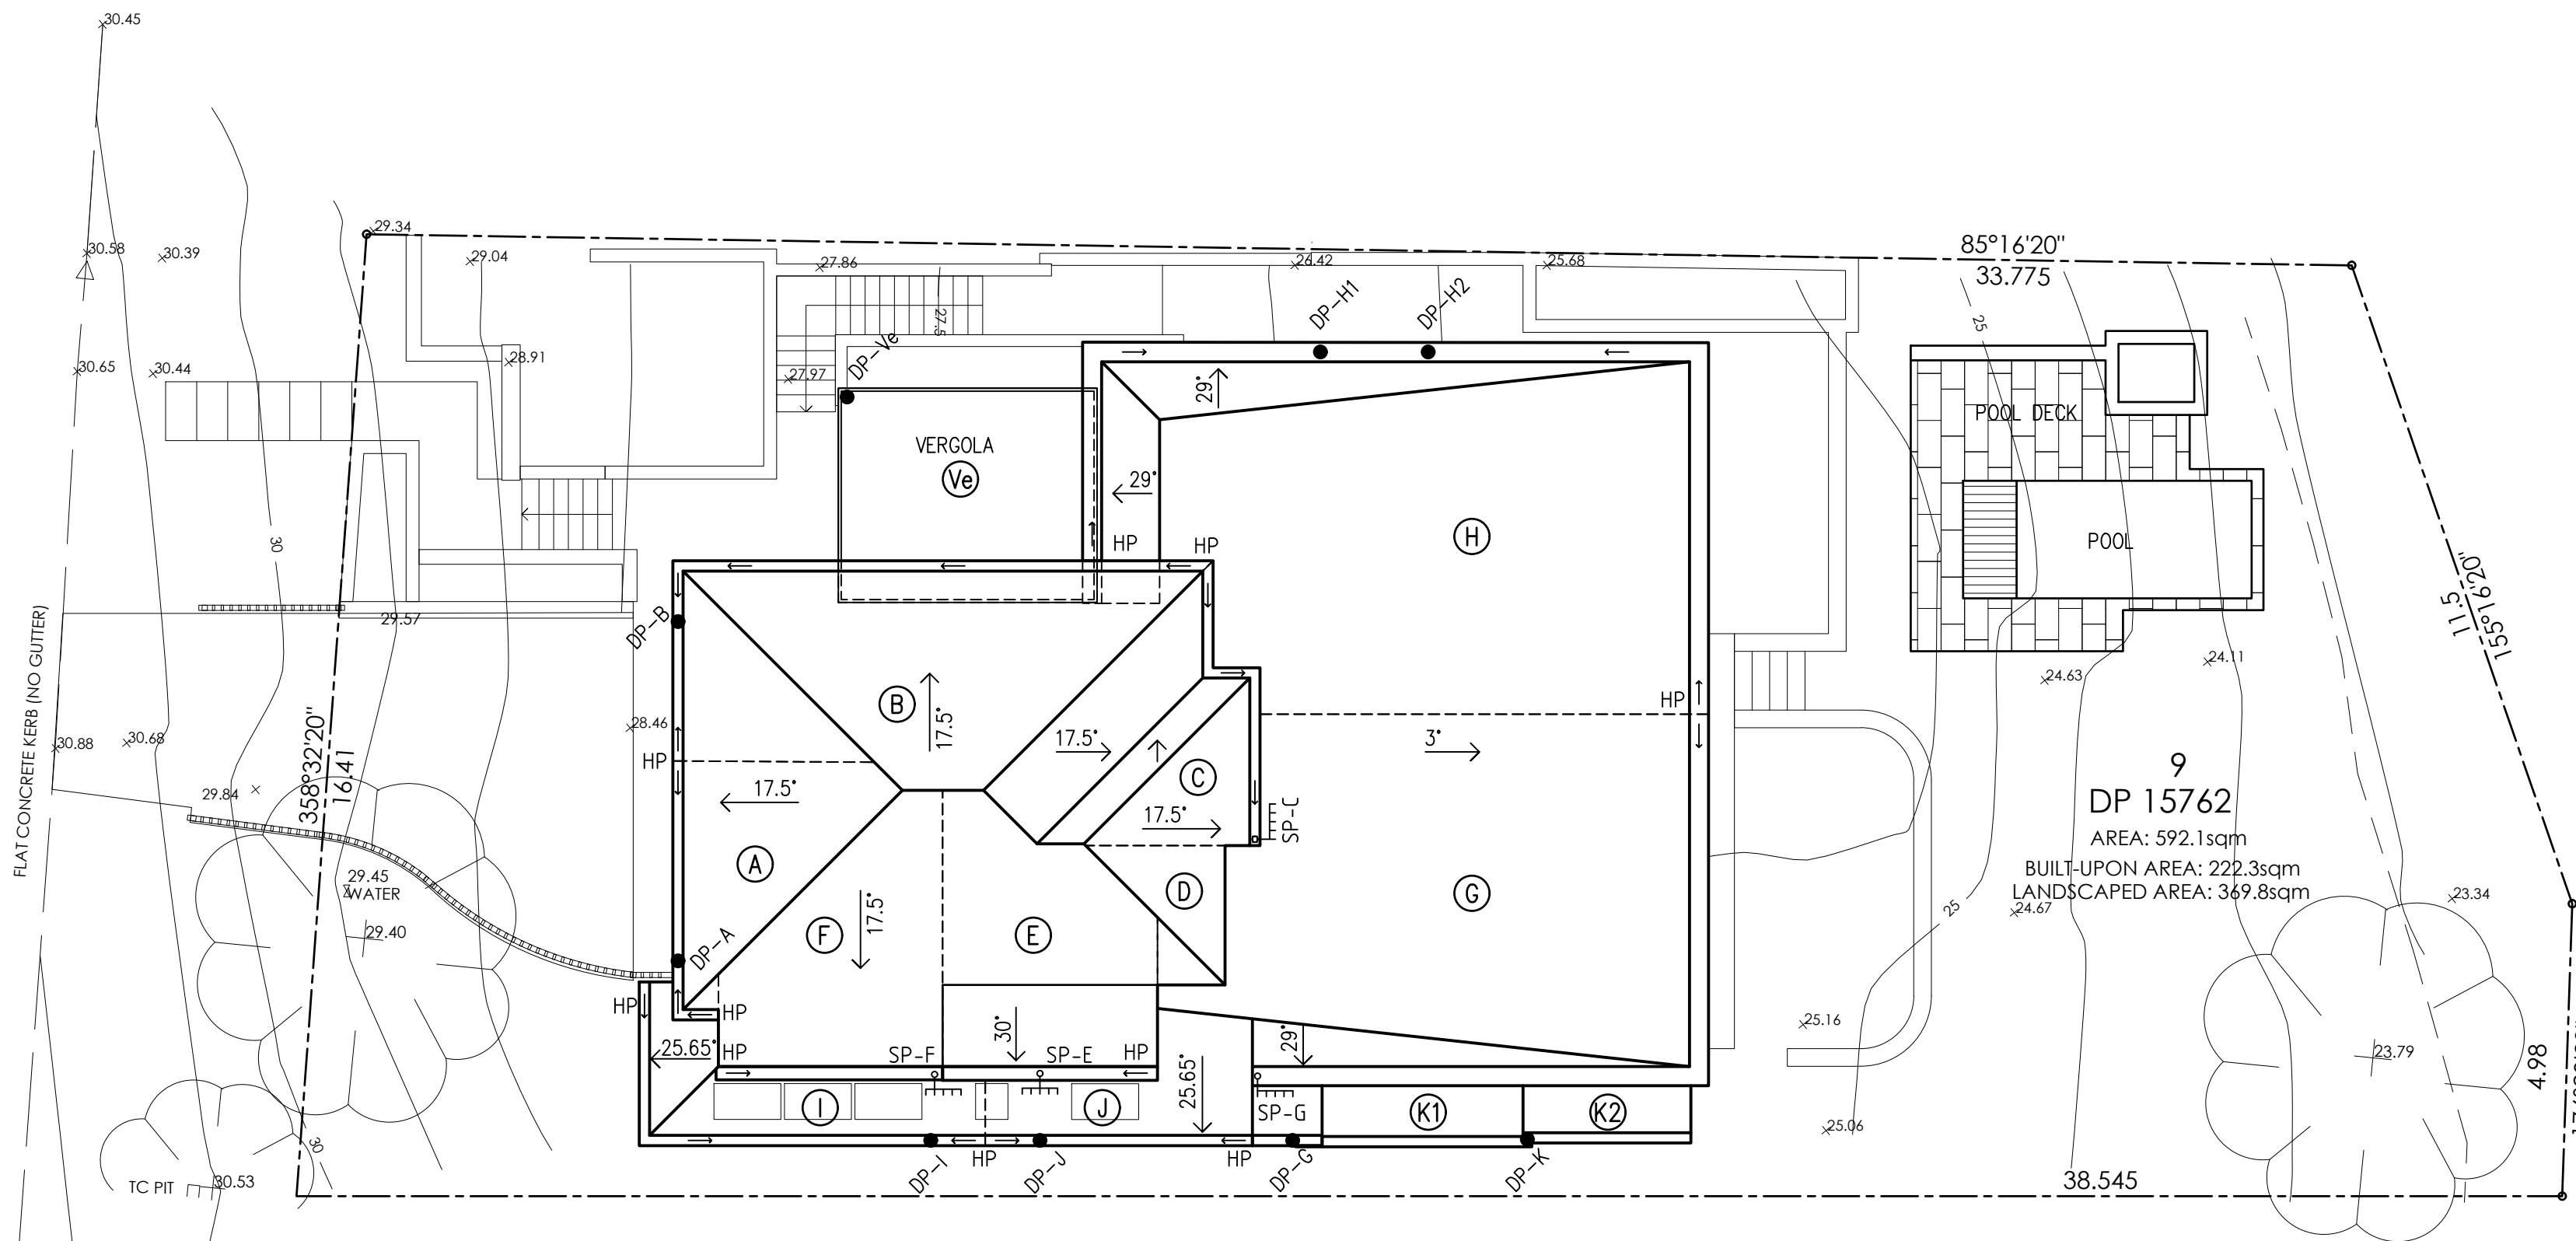 30.45
29.34
30.58
30.39
29.04
27.86
26.42
25.68
85°16'20"
33.775
DP-H1
DP-H2
27.5
DP-Ve
25
28.91
30.65
30.44
27.97
29°
POOL DECK
VERGOLA
Ve
29°
HP
HP
H
POOL
30
11.5
155°16'20"
FLAT CONCRETE KERB (NO GUTTER)
29.57
DP-B
24.63
24.11
B
17.5°
HP
28.46
30.88
30.68
358°32'20"
16.41
HP
17.5°
3°
C
9
DP 15762
AREA: 592.1sqm
BUILT-UPON AREA: 222.3sqm
LANDSCAPED AREA: 369.8sqm
29.84
17.5°
17.5°
SP-C
A
29.45
WATER
D
G
23.34
25
24.67
29.40
F
17.5°
E
DP-A
HP
HP
25.65°
HP
SP-F
30°
SP-E
HP
29°
25.16
23.79
4.98
25.65°
I
J
SP-G
K1
K2
25.06
30
HP
HP
DP-I
DP-J
DP-G
DP-K
TC PIT
30.53
38.545